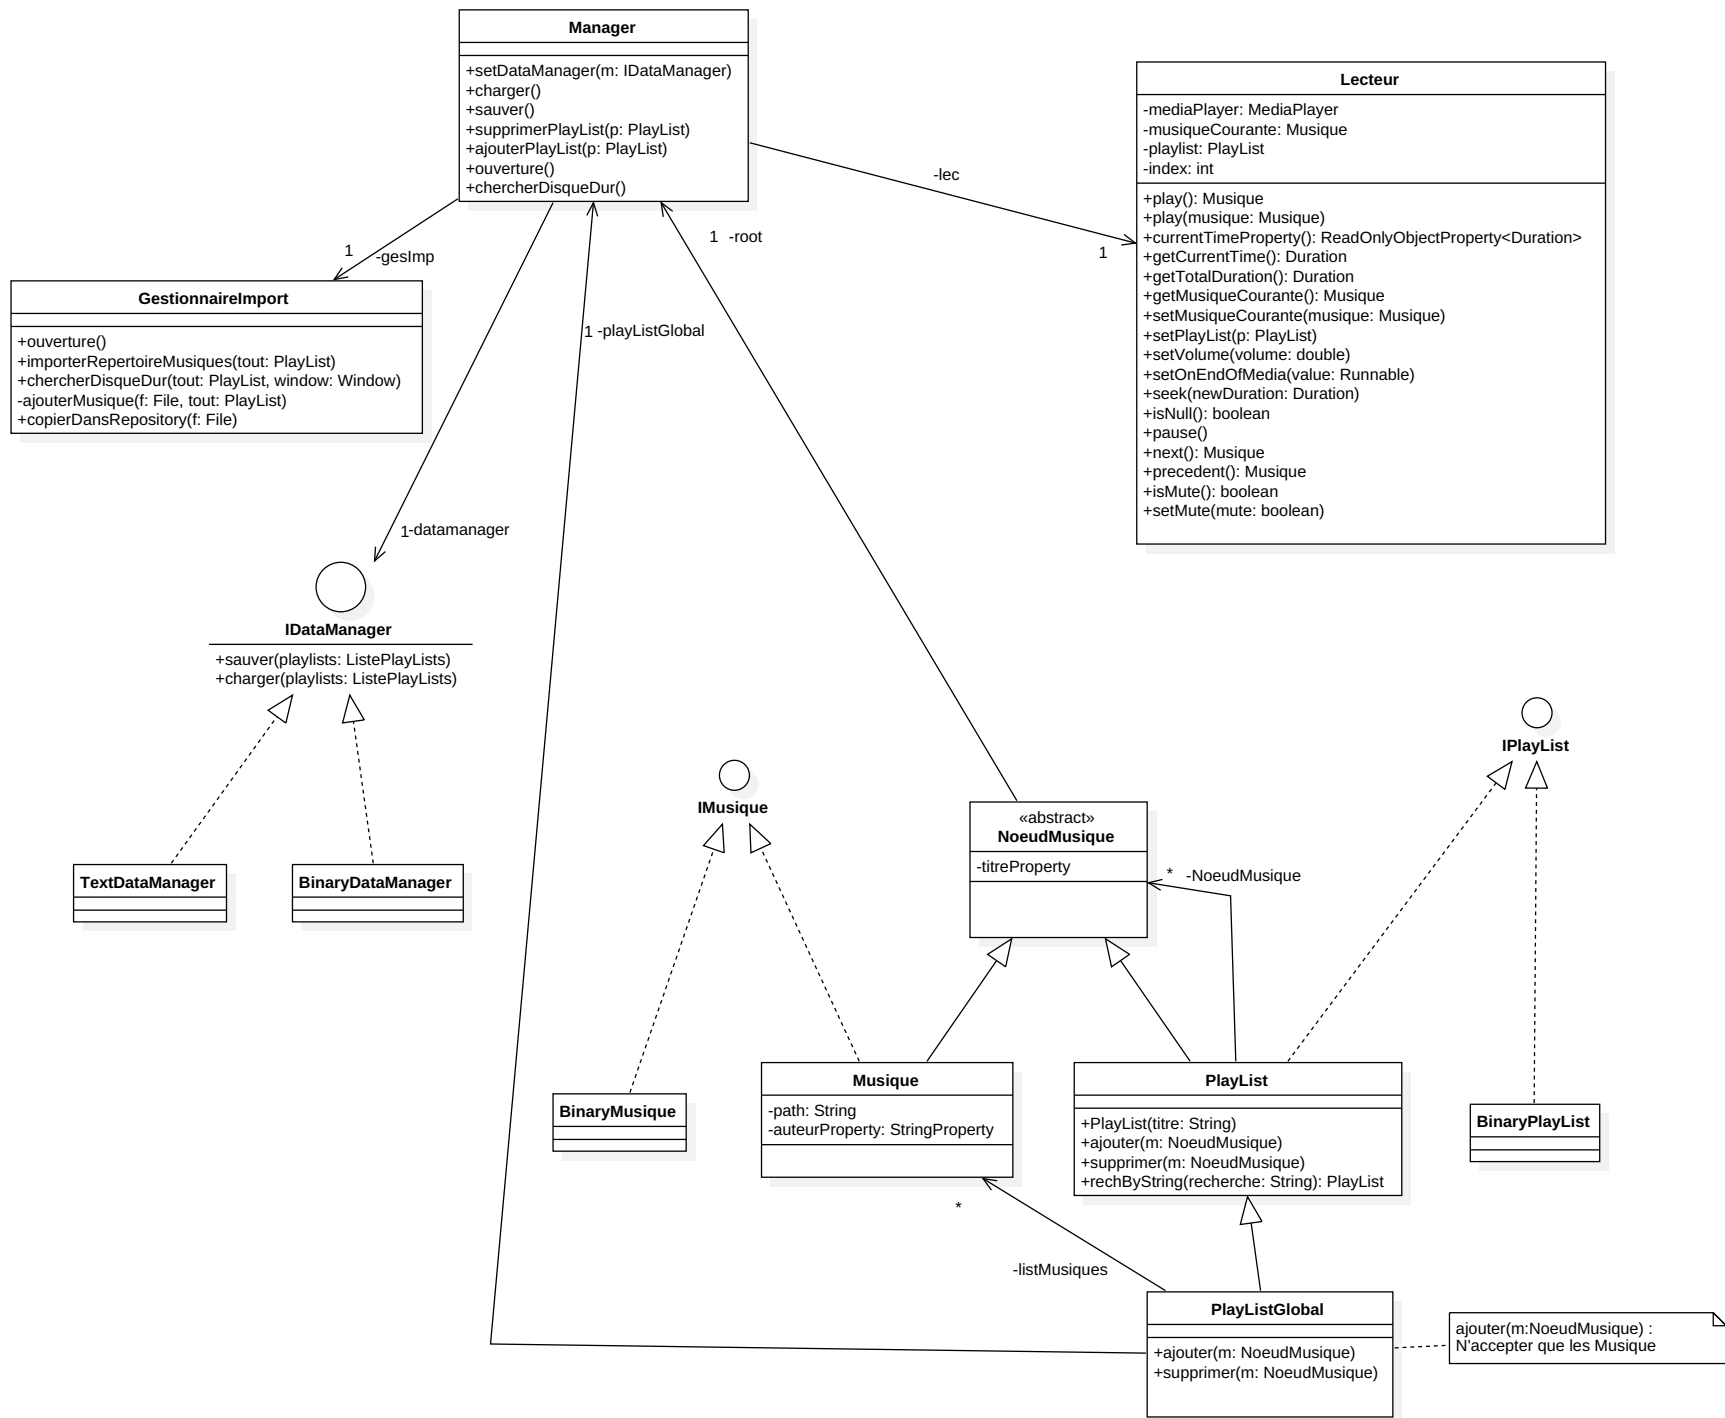 Manager
+setDataManager(m: IDataManager)
+charger()
+sauver()
+supprimerPlayList(p: PlayList)
+ajouterPlayList(p: PlayList)
+ouverture()
+chercherDisqueDur()
Lecteur
-mediaPlayer: MediaPlayer
-musiqueCourante: Musique
-playlist: PlayList
-index: int
+play(): Musique
+play(musique: Musique)
+currentTimeProperty(): ReadOnlyObjectProperty<Duration>
+getCurrentTime(): Duration
+getTotalDuration(): Duration
+getMusiqueCourante(): Musique
+setMusiqueCourante(musique: Musique)
+setPlayList(p: PlayList)
+setVolume(volume: double)
+setOnEndOfMedia(value: Runnable)
+seek(newDuration: Duration)
+isNull(): boolean
+pause()
+next(): Musique
+precedent(): Musique
+isMute(): boolean
+setMute(mute: boolean)
-lec
1
1 -root
1
-gesImp
GestionnaireImport
+ouverture()
+importerRepertoireMusiques(tout: PlayList)
+chercherDisqueDur(tout: PlayList, window: Window)
-ajouterMusique(f: File, tout: PlayList)
+copierDansRepository(f: File)
1 -playListGlobal
1-datamanager
IDataManager
+sauver(playlists: ListePlayLists)
+charger(playlists: ListePlayLists)
TextDataManager
BinaryDataManager
IMusique
IPlayList
«abstract»
NoeudMusique
-titreProperty
* -NoeudMusique
BinaryMusique
Musique
-path: String
-auteurProperty: StringProperty
PlayList
+PlayList(titre: String)
+ajouter(m: NoeudMusique)
+supprimer(m: NoeudMusique)
+rechByString(recherche: String): PlayList
BinaryPlayList
*
-listMusiques
PlayListGlobal
+ajouter(m: NoeudMusique)
+supprimer(m: NoeudMusique)
ajouter(m:NoeudMusique) :
N'accepter que les Musique